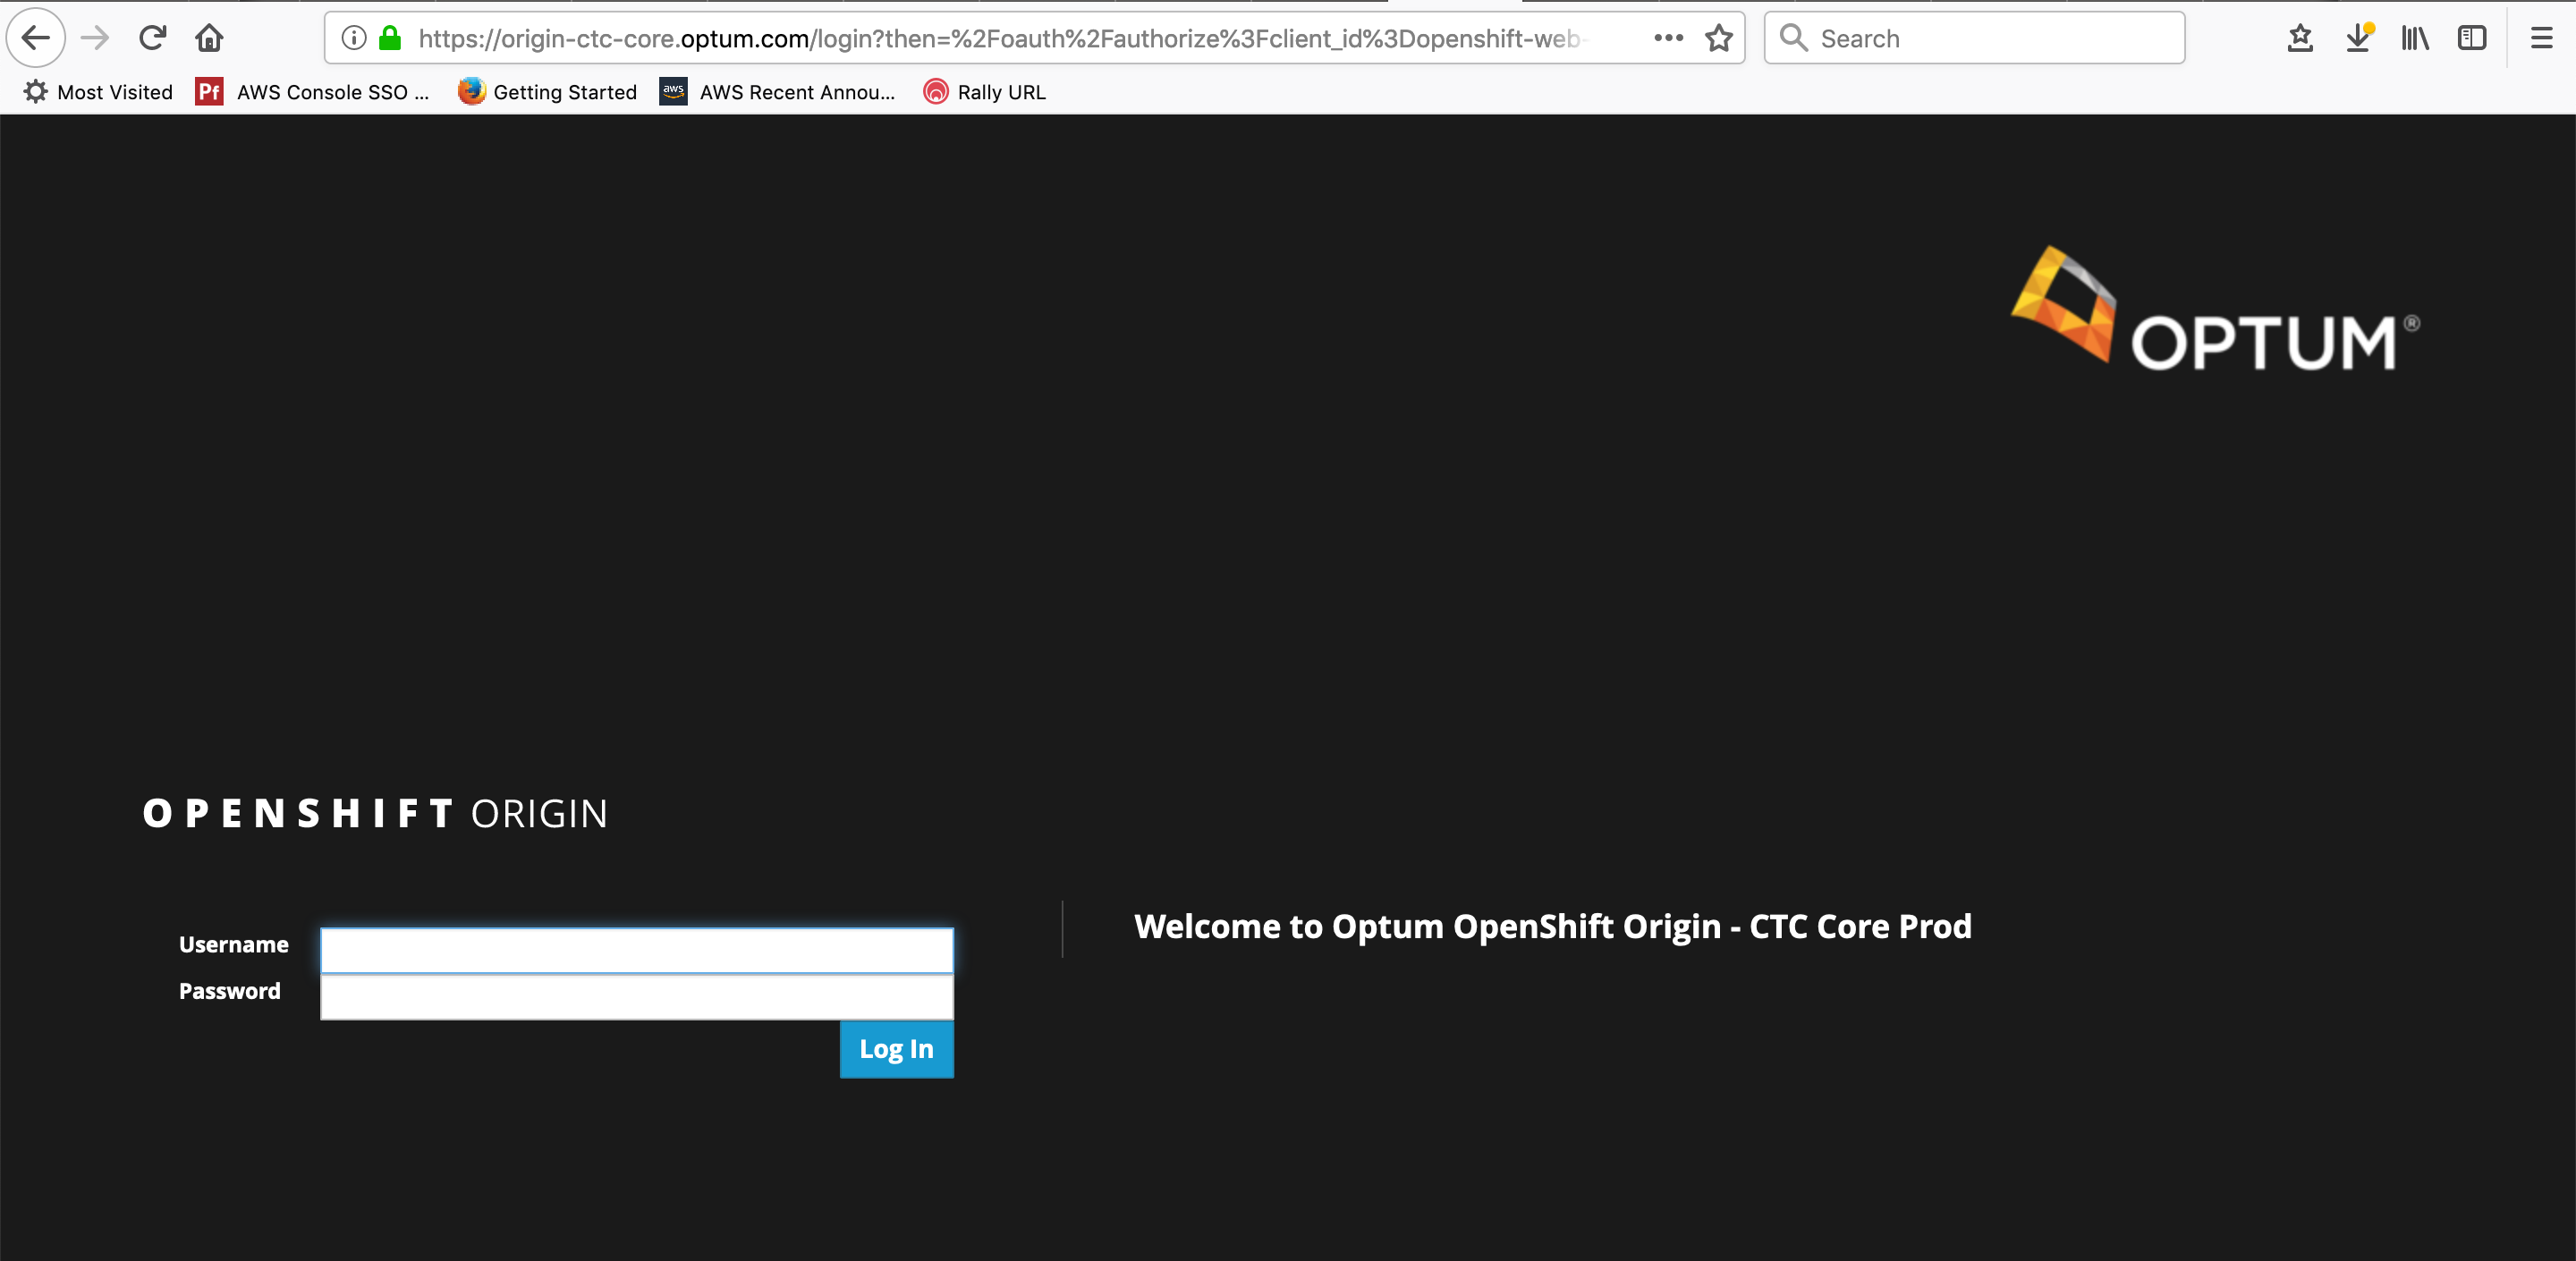 https://origin-ctc-core.optum.com/login?then=%2Foauth%2Fauthorize%3Fclient_id%3Dopenshift-web-
Search
Most Visited
Pf AWS Console SSO ...
Getting Started
aws AWS Recent Annou...
Rally URL
OPTUM®
OPENSHIFT ORIGIN
Username
Password
Log In
Welcome to Optum OpenShift Origin - CTC Core Prod